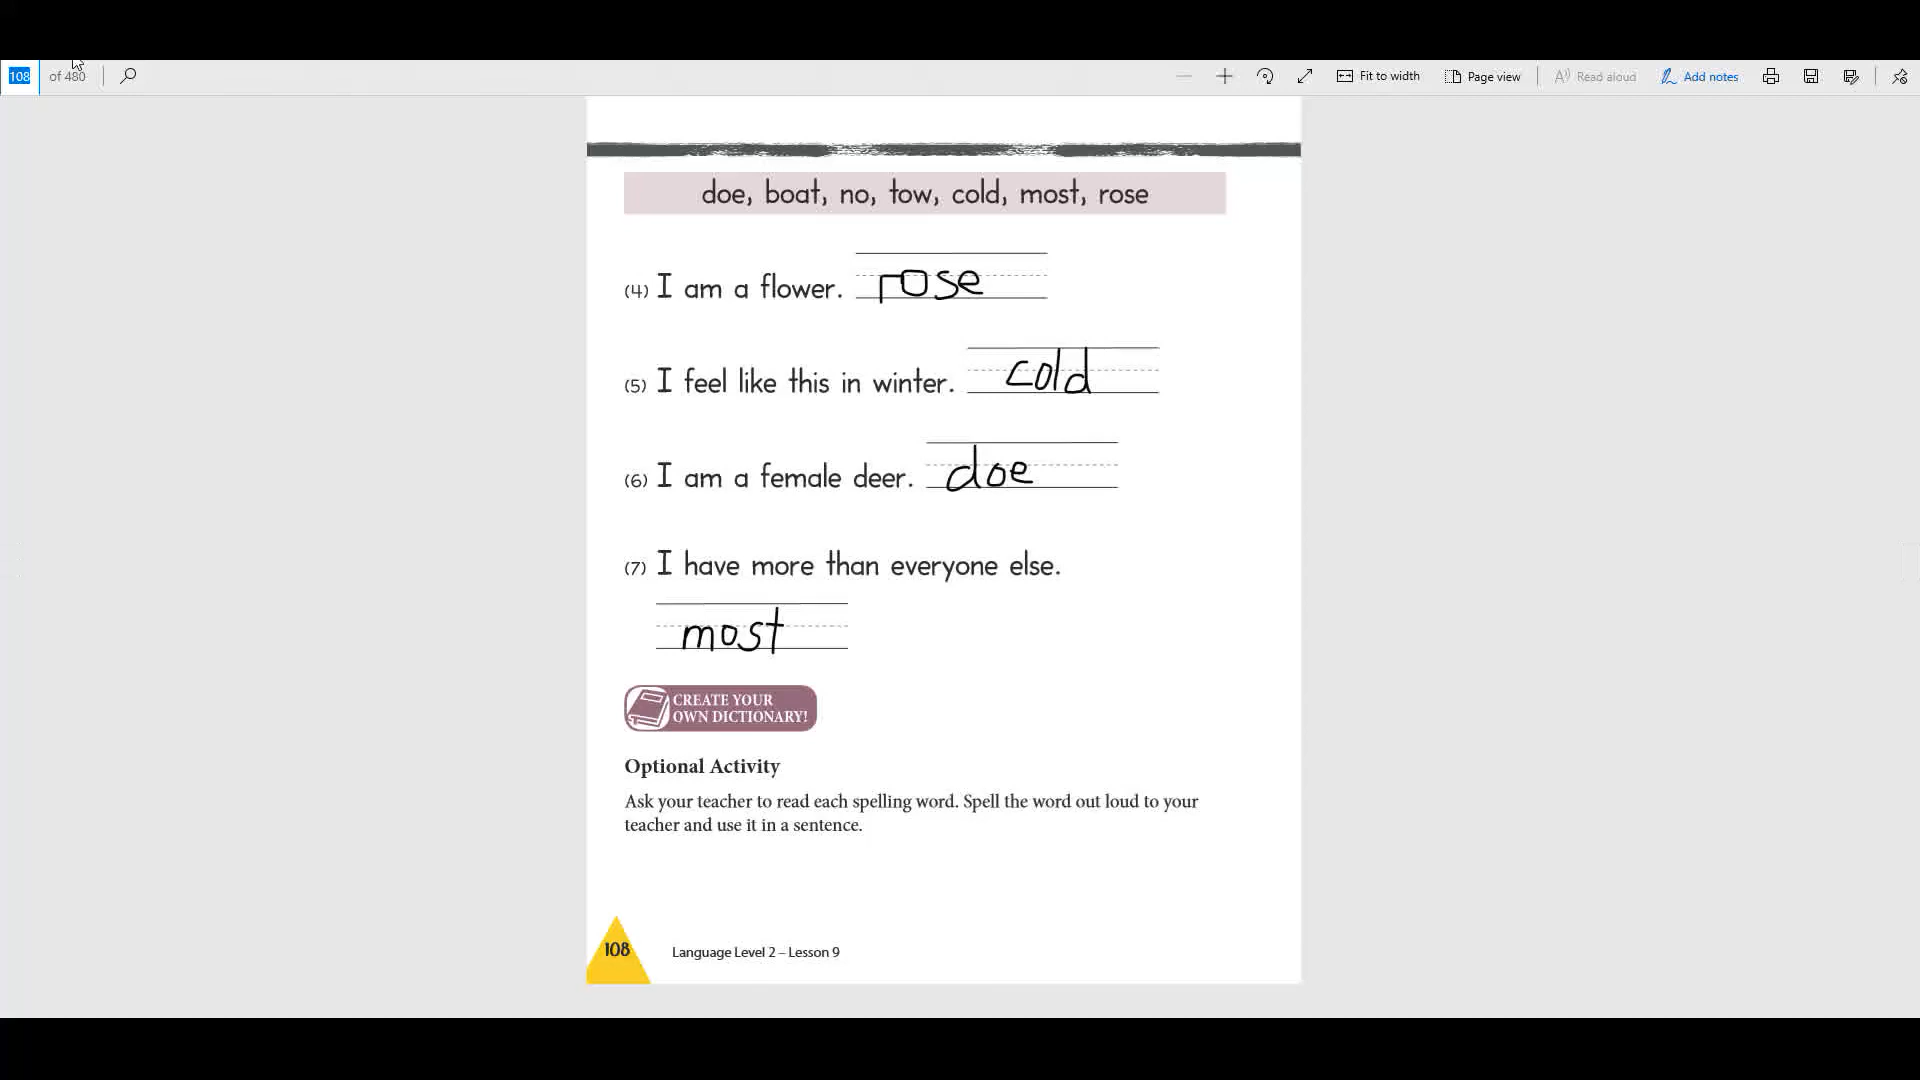 108 of 480 Fit to width Page view Read aloud Add notes
doe, boat, no, tow, cold, most, rose
(4) I am a flower. rose
(5) I feel like this in winter. cold
(6) I am a female deer. doe
(7) I have more than everyone else.
most
CREATE YOUR
OWN DICTIONARY!
Optional Activity
Ask your teacher to read each spelling word. Spell the word out loud to your
teacher and use it in a sentence.
108 Language Level 2 – Lesson 9